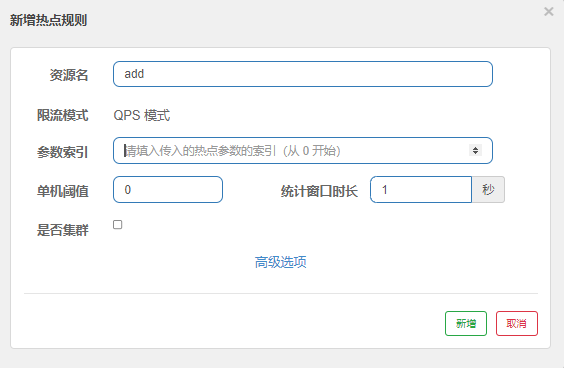 新增热点规则
×
资源名 add
限流模式 QPS 模式
参数索引 请填入传入的热点参数的索引（从 0 开始）
单机阈值 0 统计窗口时长 1 秒
是否集群
高级选项
新增 取消